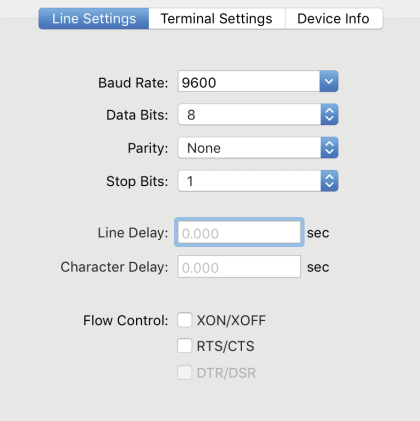 Line Settings Terminal Settings Device Info
Baud Rate: 9600
Data Bits: 8
Parity: None
Stop Bits: 1
Line Delay: 0.000 sec
Character Delay: 0.000 sec
Flow Control: XON/XOFF
RTS/CTS
DTR/DSR